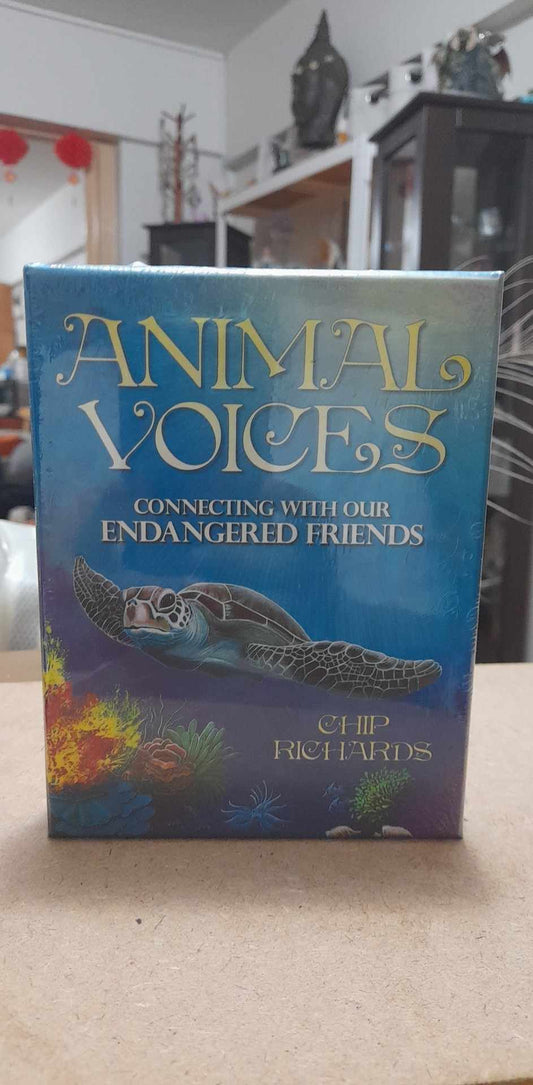 ANIMAL
VOICES
CONNECTING WITH OUR
ENDANGERED FRIENDS
CHIP
RICHARDS